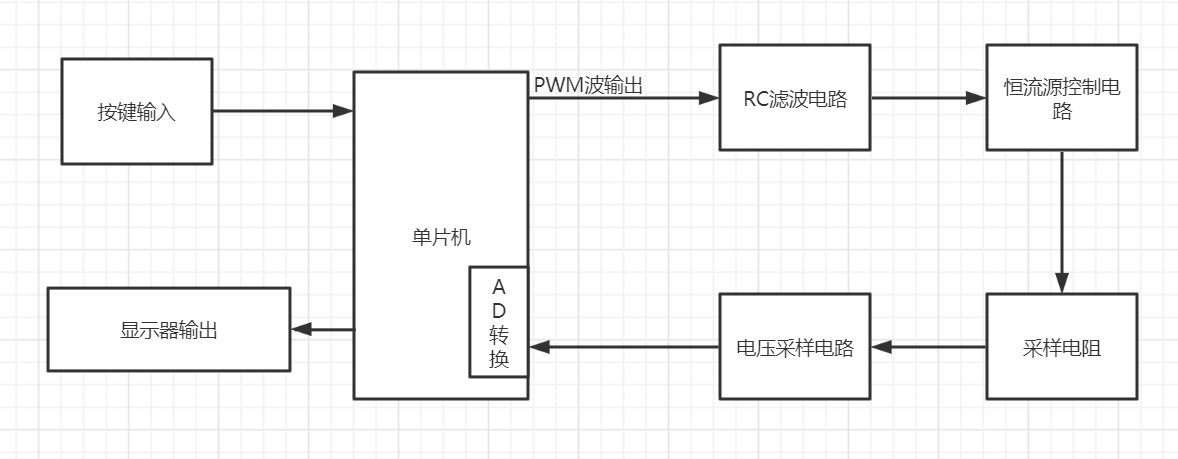 按键输入
单片机
PWM波输出
RC滤波电路
恒流源控制电
路
显示器输出
A
D
转
换
电压采样电路
采样电阻